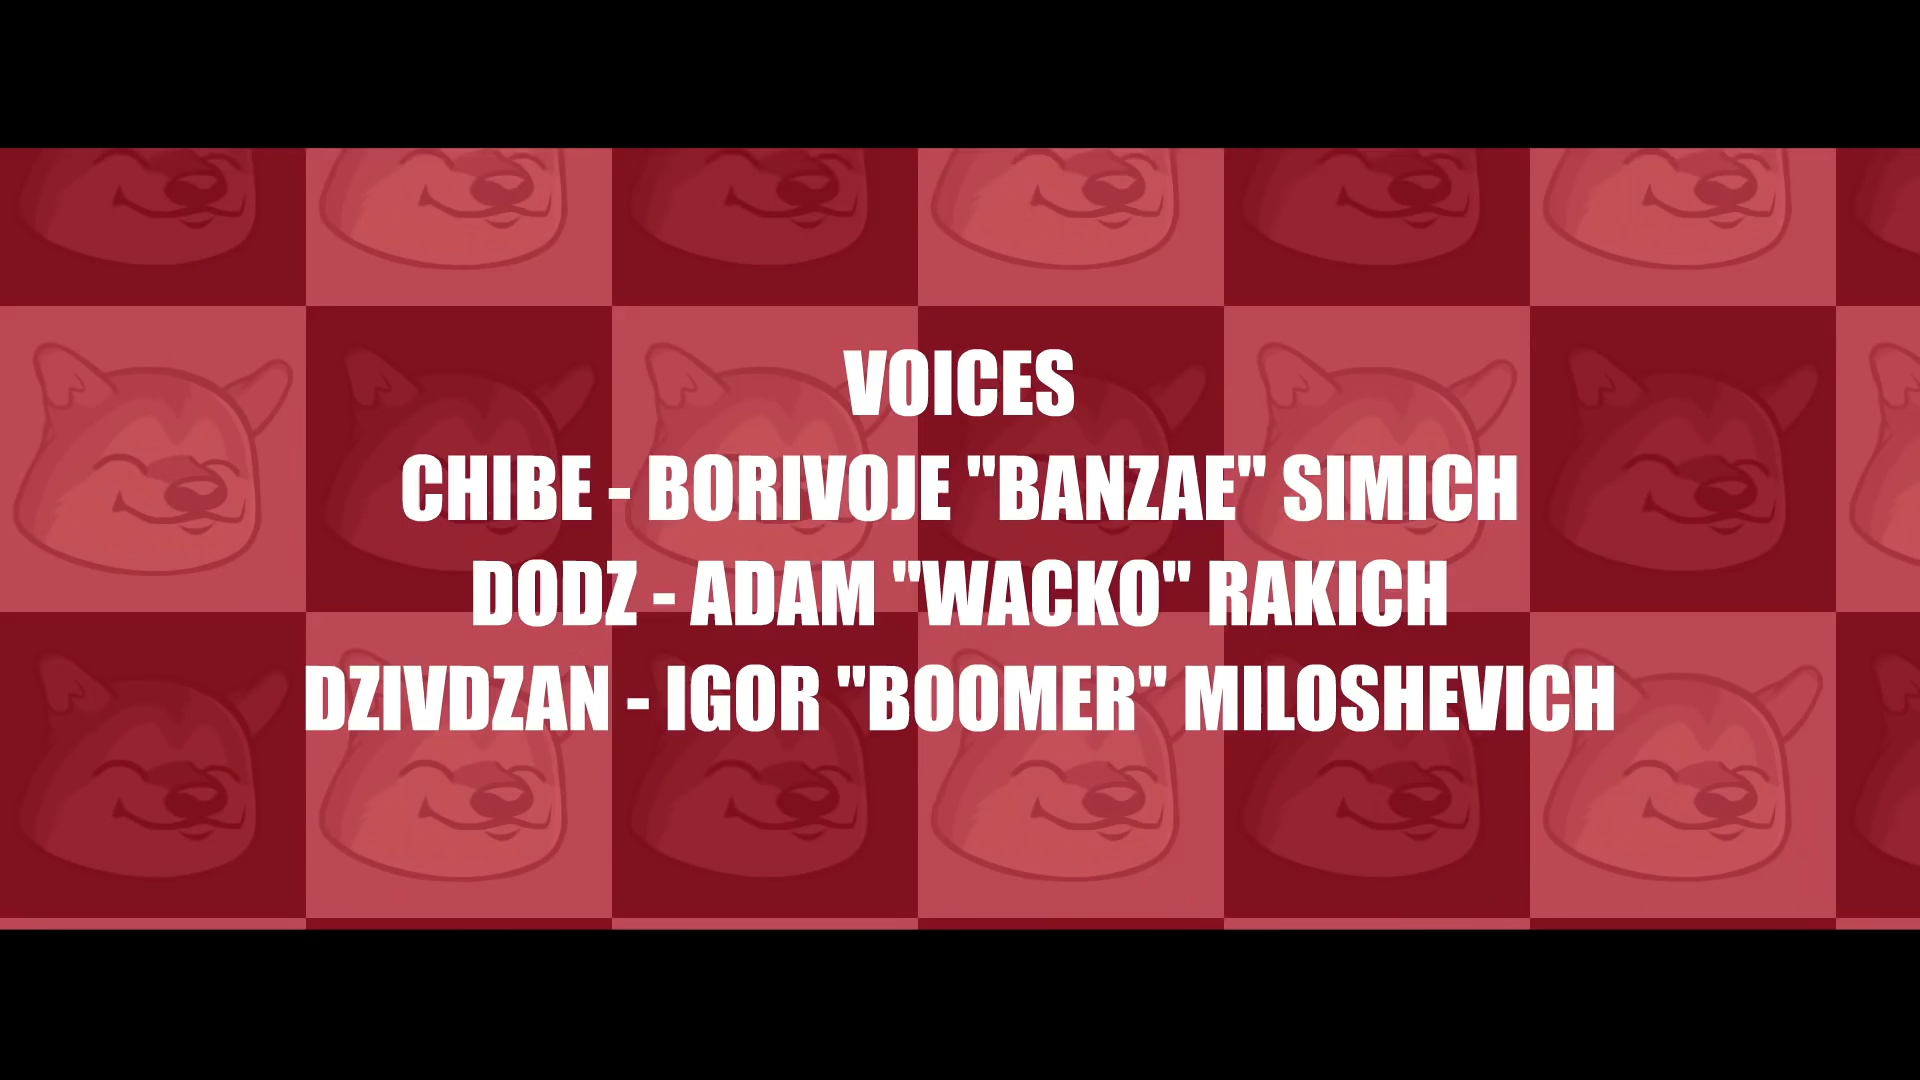 VOICES
CHIBE - BORIVOJE "BANZAE" SIMICH
DODZ - ADAM "WACKO" RAKICH
DZIVDZAN - IGOR "BOOMER" MILOSHEVICH